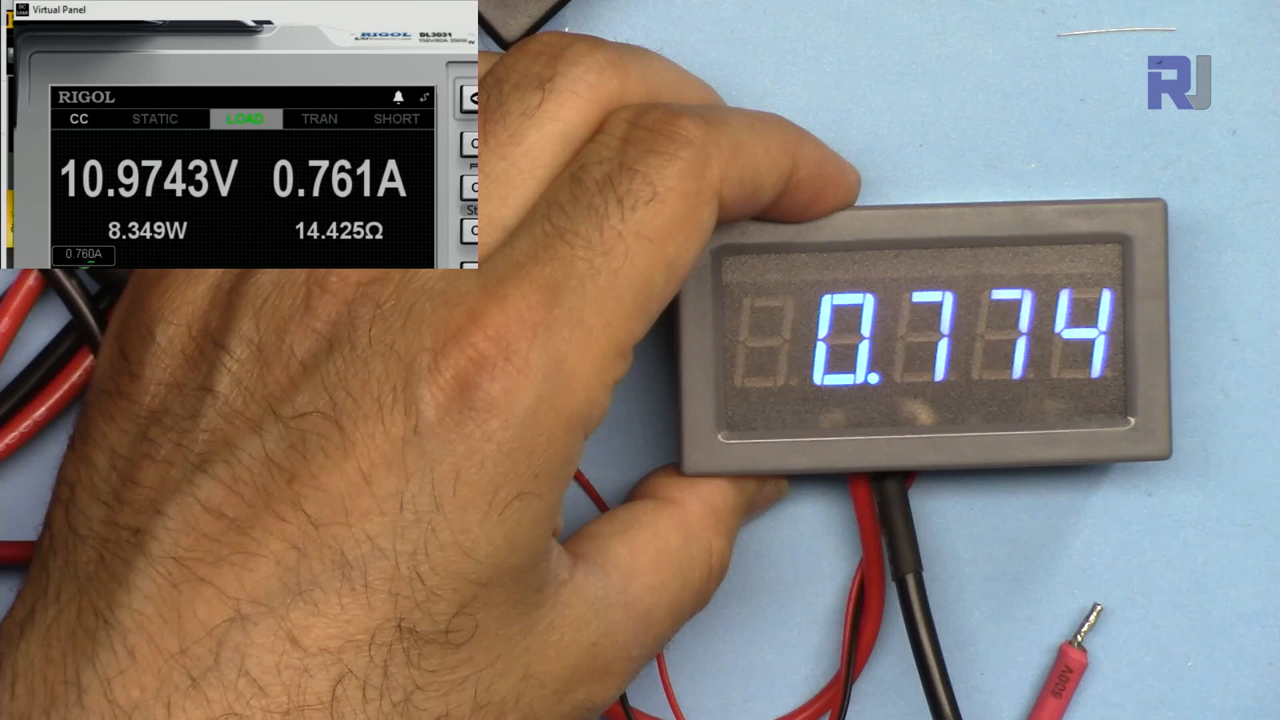 Virtual Panel
RIGOL DL3031
RIGOL
CC STATIC LOAD TRAN SHORT
10.9743V 0.761A
8.349W 14.425Ω
0.760A
RJ
0.774
600V